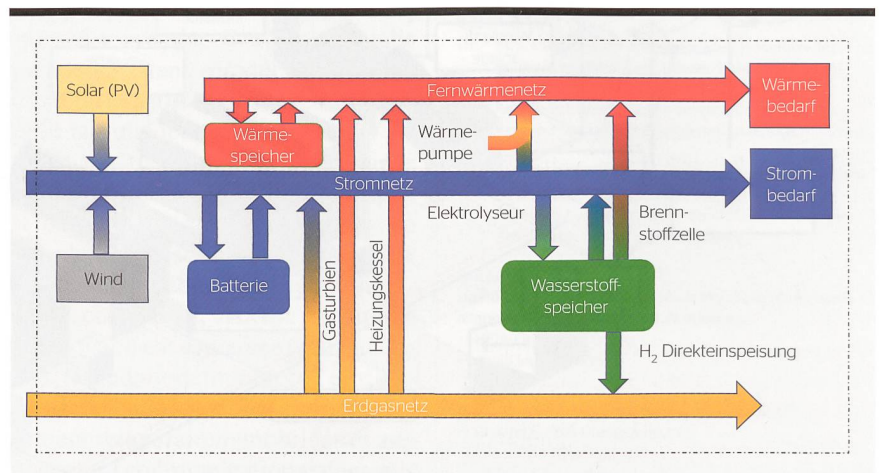 Solar (PV)
Fernwärmenetz
Wärme-
bedarf
Wärme-
speicher
Wärme-
pumpe
Stromnetz
Strom-
bedarf
Elektrolyseur
Brenn-
stoffzelle
Wind
Batterie
Gasturbien
Heizungskessel
Wasserstoff-
speicher
H₂ Direkteinspeisung
Erdgasnetz